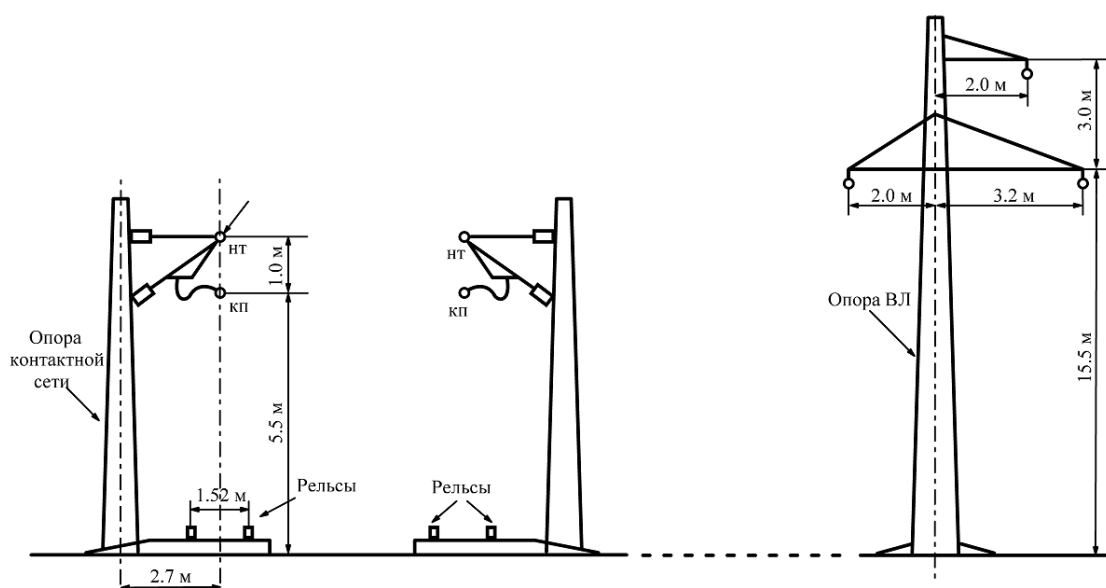 2.0 м
3.0 м
2.0 м
3.2 м
нт
1.0 м
кп
нт
кп
Опора ВЛ
Опора
контактной
сети
5.5 м
15.5 м
1.52 м
Рельсы
Рельсы
2.7 м